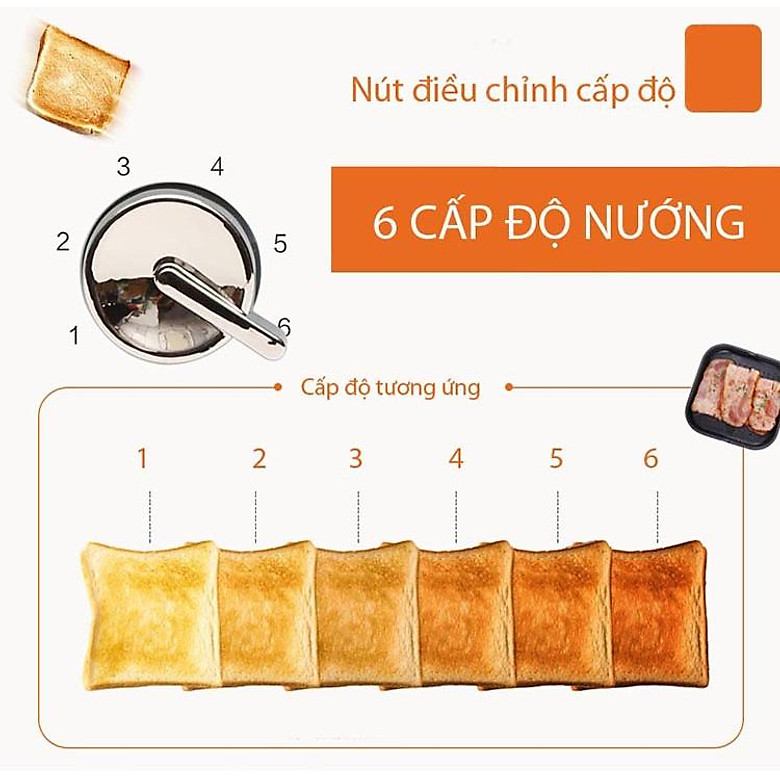 Nút điều chỉnh cấp độ
6 CẤP ĐỘ NƯỚNG
3 4
2 5
1 6
Cấp độ tương ứng
1 2 3 4 5 6